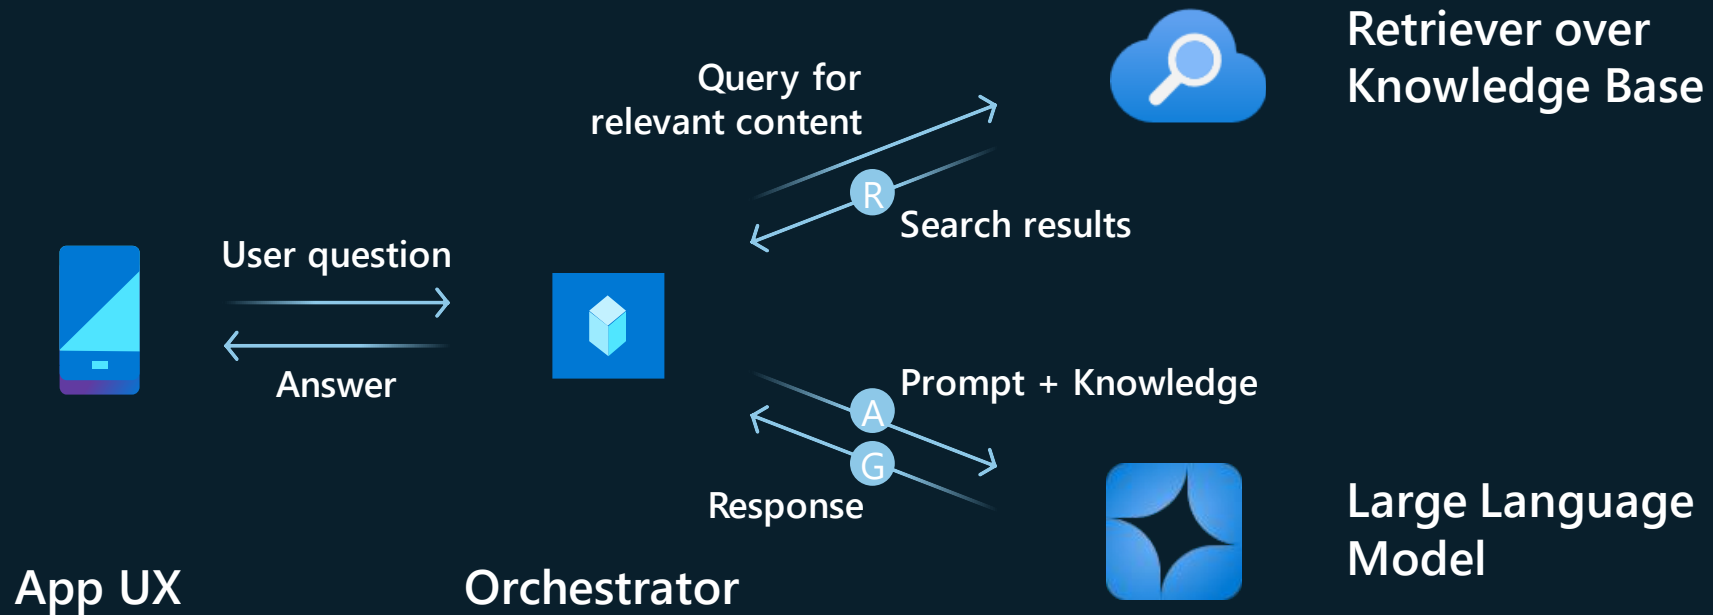 Retriever over
Knowledge Base
Query for
relevant content
R
Search results
User question
Answer
Prompt + Knowledge
A
G
Response
Large Language
Model
App UX
Orchestrator